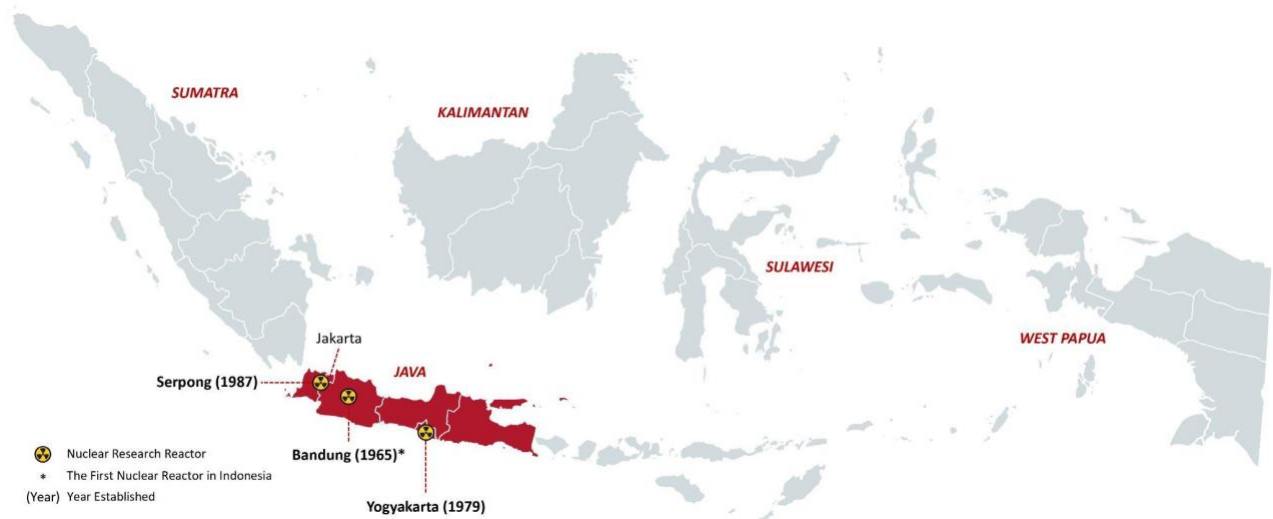 SUMATRA
KALIMANTAN
SULAWESI
WEST PAPUA
Jakarta
JAVA
Serpong (1987)
Bandung (1965)*
Yogyakarta (1979)
Nuclear Research Reactor
* The First Nuclear Reactor in Indonesia
(Year) Year Established